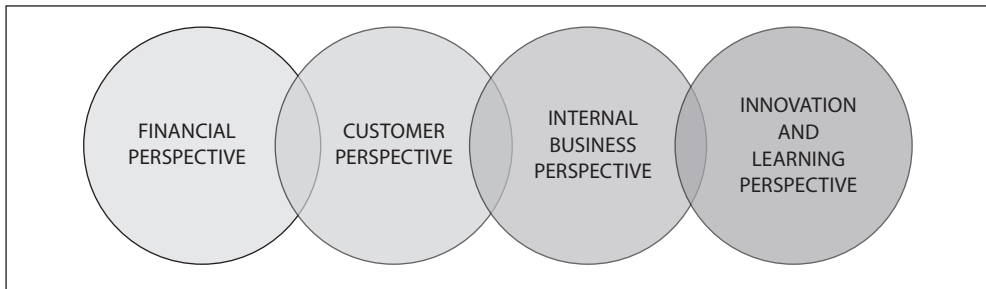 FINANCIAL
PERSPECTIVE
CUSTOMER
PERSPECTIVE
INTERNAL
BUSINESS
PERSPECTIVE
INNOVATION
AND
LEARNING
PERSPECTIVE